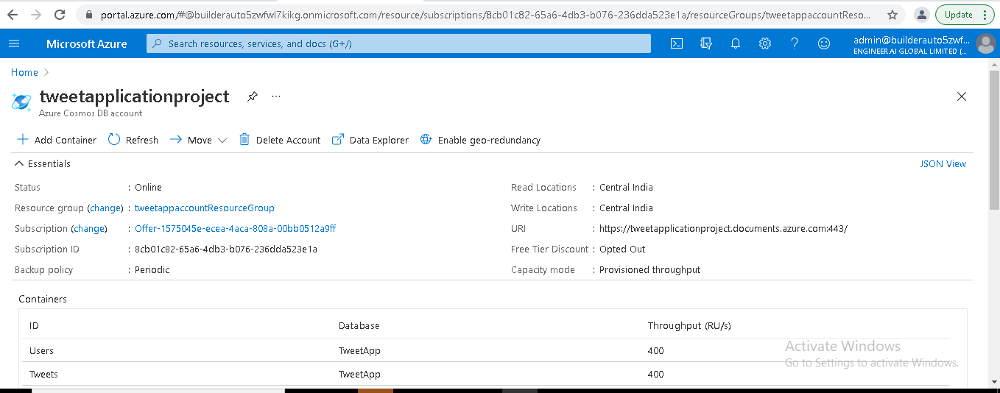 portal.azure.com/#@builderauto5zwfwl7kikg.onmicrosoft.com/resource/subscriptions/8cb01c82-65a6-4db3-b076-236dda523e1a/resourceGroups/tweetappaccountReso...
Update
Microsoft Azure
Search resources, services, and docs (G+/)
admin@builderauto5zwf...
ENGINEER.AI GLOBAL LIMITED (...
Home
tweetapplicationproject
Azure Cosmos DB account
Add Container Refresh Move Delete Account Data Explorer Enable geo-redundancy
Essentials JSON View
Status : Online
Resource group (change) : tweetappaccountResourceGroup
Subscription (change) : Offer-1575045e-ecea-4aca-808a-00bb0512a9ff
Subscription ID : 8cb01c82-65a6-4db3-b076-236dda523e1a
Backup policy : Periodic
Read Locations : Central India
Write Locations : Central India
URI : https://tweetapplicationproject.documents.azure.com:443/
Free Tier Discount : Opted Out
Capacity mode : Provisioned throughput
Containers
ID Database Throughput (RU/s)
Users TweetApp 400
Tweets TweetApp 400
Activate Windows
Go to Settings to activate Windows.